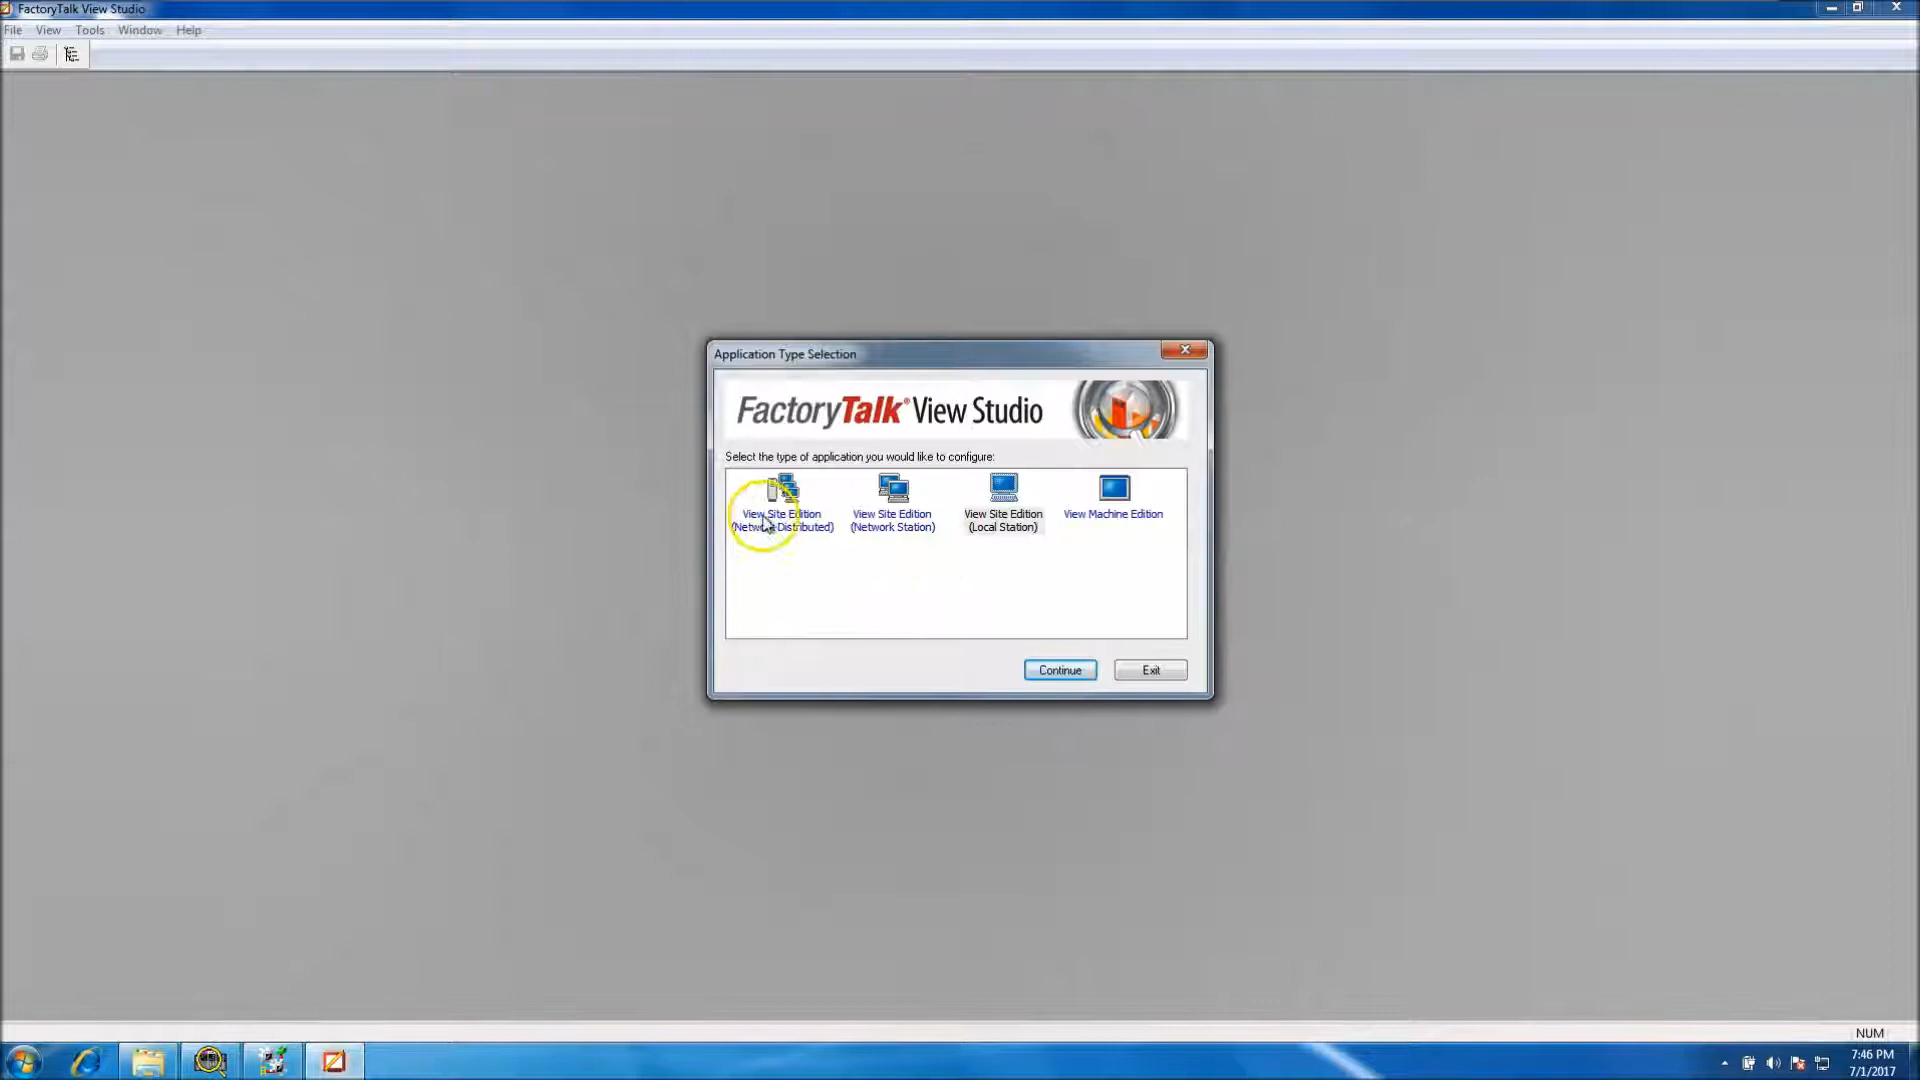 FactoryTalk View Studio
File View Tools Window Help
Application Type Selection
FactoryTalk® View Studio
Select the type of application you would like to configure:
View Site Edition
(Network Distributed)
View Site Edition
(Network Station)
View Site Edition
(Local Station)
View Machine Edition
Continue
Exit
NUM
7:46 PM
7/1/2017